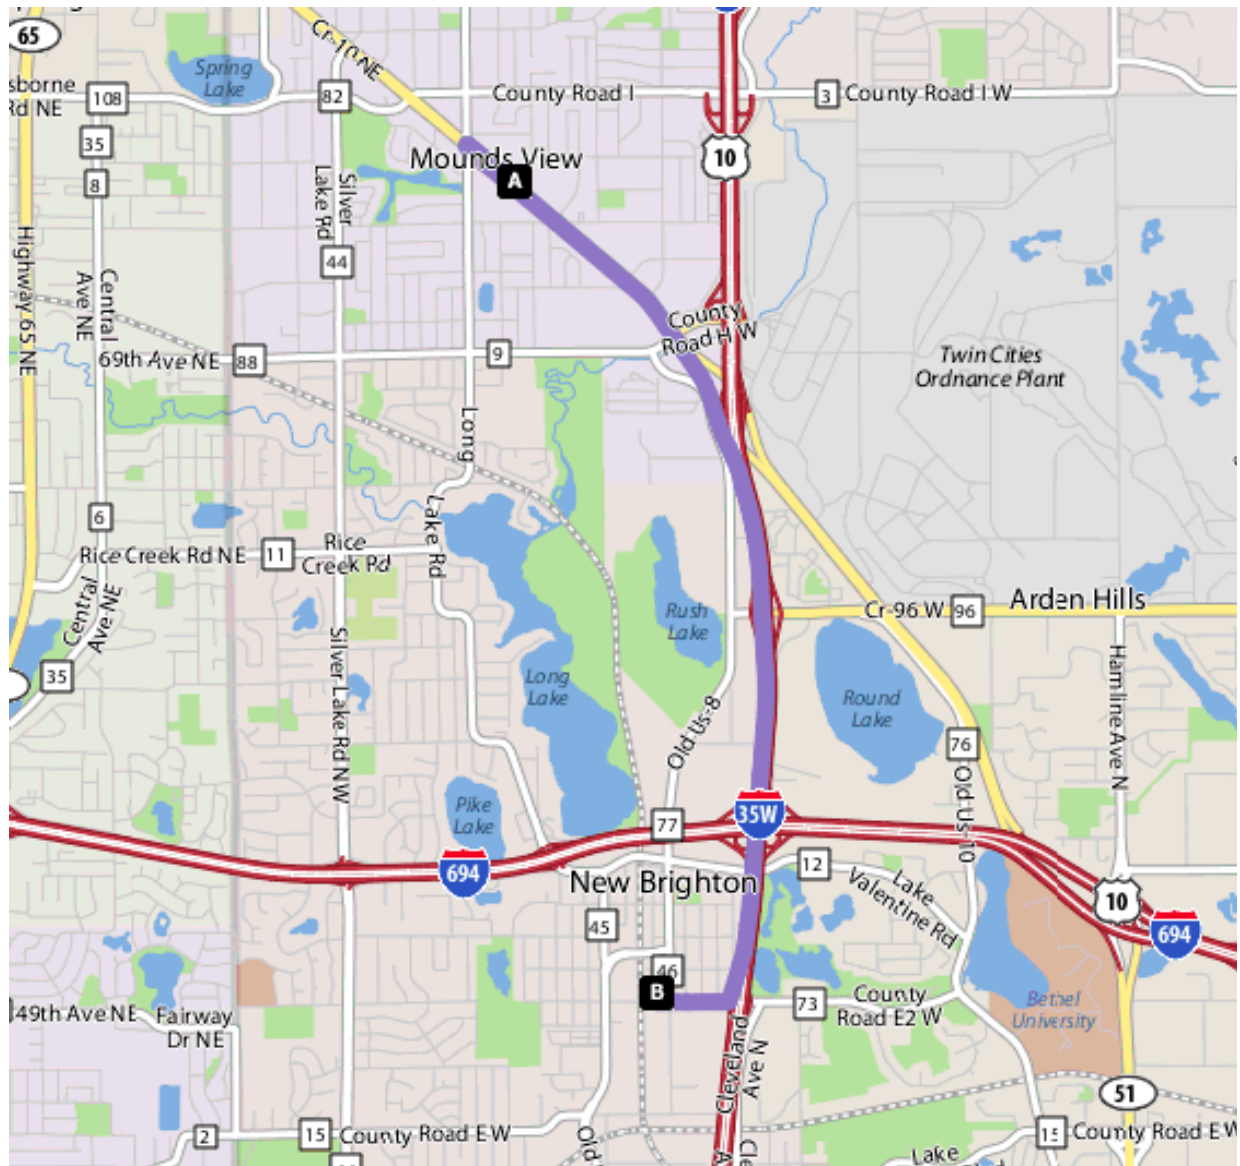 65
Cr-10 NE
Spring
Lake
sborne
Rd NE
108
82
County Road I
3
County Road I W
35
8
Mounds View
A
10
Silver
Lake Rd
44
Highway 65 NE
Central
Ave NE
County
Road H W
69th Ave NE
88
9
Twin Cities
Ordnance Plant
Long
Lake Rd
6
Rice Creek Rd NE
11
Rice
Creek Rd
Central
Ave NE
35
Rush
Lake
Cr-96 W
96
Arden Hills
Silver Lake Rd NW
Long
Lake
Old Us-8
Round
Lake
Hamline Ave N
76
Old Us-10
Pike
Lake
77
35W
694
New Brighton
12
Lake
Valentine Rd
10
694
45
46
B
73
County
Road E2 W
Bethel
University
49th Ave NE
Fairway
Dr NE
Cleveland
Ave N
51
2
15
County Road E W
Old
15
County Road E W
Lake